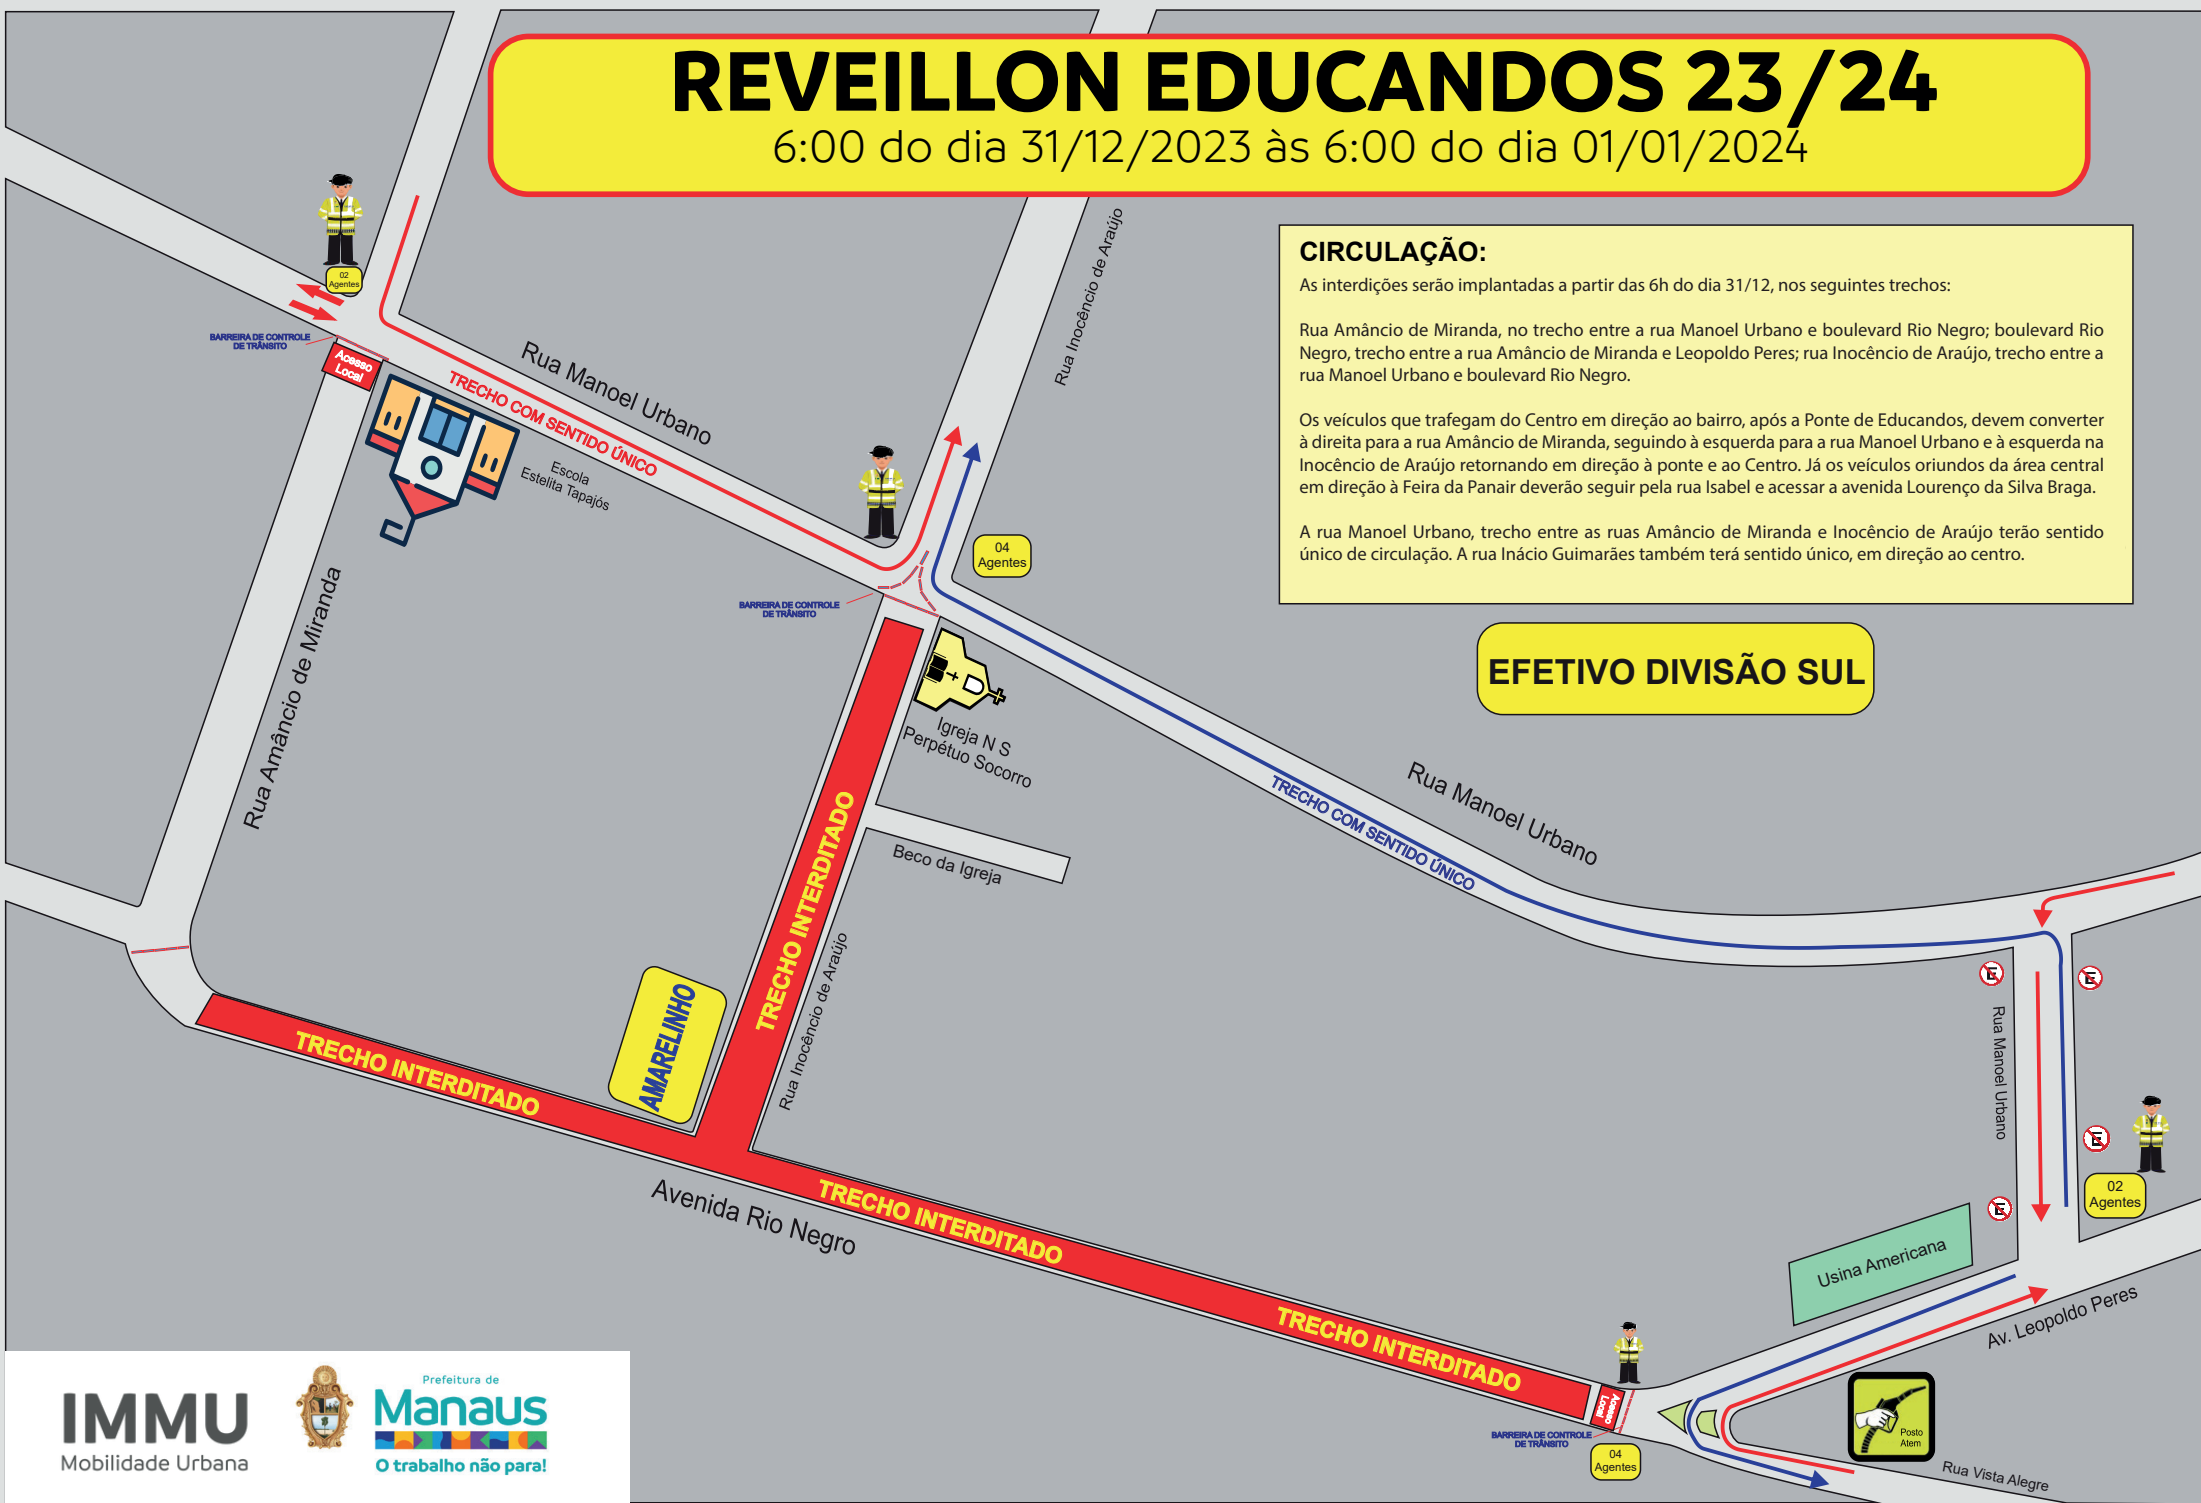 REVEILLON EDUCANDOS 23/24
6:00 do dia 31/12/2023 às 6:00 do dia 01/01/2024
CIRCULAÇÃO:
As interdições serão implantadas a partir das 6h do dia 31/12, nos seguintes trechos:
Rua Amâncio de Miranda, no trecho entre a rua Manoel Urbano e boulevard Rio Negro; boulevard Rio
Negro, trecho entre a rua Amâncio de Miranda e Leopoldo Peres; rua Inocêncio de Araújo, trecho entre a
rua Manoel Urbano e boulevard Rio Negro.
Os veículos que trafegam do Centro em direção ao bairro, após a Ponte de Educandos, devem converter
à direita para a rua Amâncio de Miranda, seguindo à esquerda para a rua Manoel Urbano e à esquerda na
Inocêncio de Araújo retornando em direção à ponte e ao Centro. Já os veículos oriundos da área central
em direção à Feira da Panair deverão seguir pela rua Isabel e acessar a avenida Lourenço da Silva Braga.
A rua Manoel Urbano, trecho entre as ruas Amâncio de Miranda e Inocêncio de Araújo terão sentido
único de circulação. A rua Inácio Guimarães também terá sentido único, em direção ao centro.
EFETIVO DIVISÃO SUL
Rua Inocêncio de Araújo
02
Agentes
BARREIRA DE CONTROLE
DE TRÂNSITO
Acesso
Local
Rua Manoel Urbano
TRECHO COM SENTIDO ÚNICO
Escola
Estelita Tapajós
04
Agentes
BARREIRA DE CONTROLE
DE TRÂNSITO
Rua Amâncio de Miranda
Igreja N S
Perpétuo Socorro
TRECHO INTERDITADO
Beco da Igreja
Rua Inocêncio de Araújo
AMARELINHO
TRECHO COM SENTIDO ÚNICO
Rua Manoel Urbano
E
E
Rua Manoel Urbano
E
E
02
Agentes
TRECHO INTERDITADO
Avenida Rio Negro
TRECHO INTERDITADO
TRECHO INTERDITADO
Usina Americana
Av. Leopoldo Peres
Acesso
Local
BARREIRA DE CONTROLE
DE TRÂNSITO
04
Agentes
Posto
Atem
Rua Vista Alegre
IMMU
Mobilidade Urbana
Prefeitura de
Manaus
O trabalho não para!